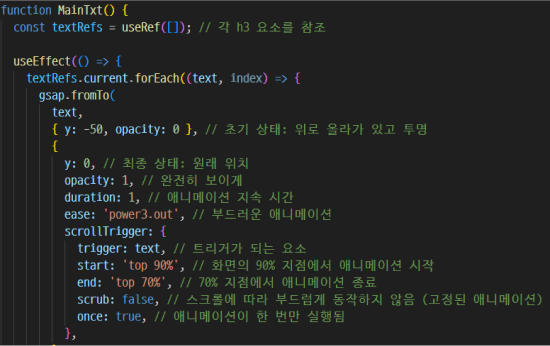 function MainTxt() {
const textRefs = useRef([]); // 각 h3 요소를 참조
useEffect(() => {
textRefs.current.forEach((text, index) => {
gsap.fromTo(
text,
{ y: -50, opacity: 0 }, // 초기 상태: 위로 올라가 있고 투명
{
y: 0, // 최종 상태: 원래 위치
opacity: 1, // 완전히 보이게
duration: 1, // 애니메이션 지속 시간
ease: 'power3.out', // 부드러운 애니메이션
scrollTrigger: {
trigger: text, // 트리거가 되는 요소
start: 'top 90%', // 화면의 90% 지점에서 애니메이션 시작
end: 'top 70%', // 70% 지점에서 애니메이션 종료
scrub: false, // 스크롤에 따라 부드럽게 동작하지 않음 (고정된 애니메이션)
once: true, // 애니메이션이 한 번만 실행됨
},